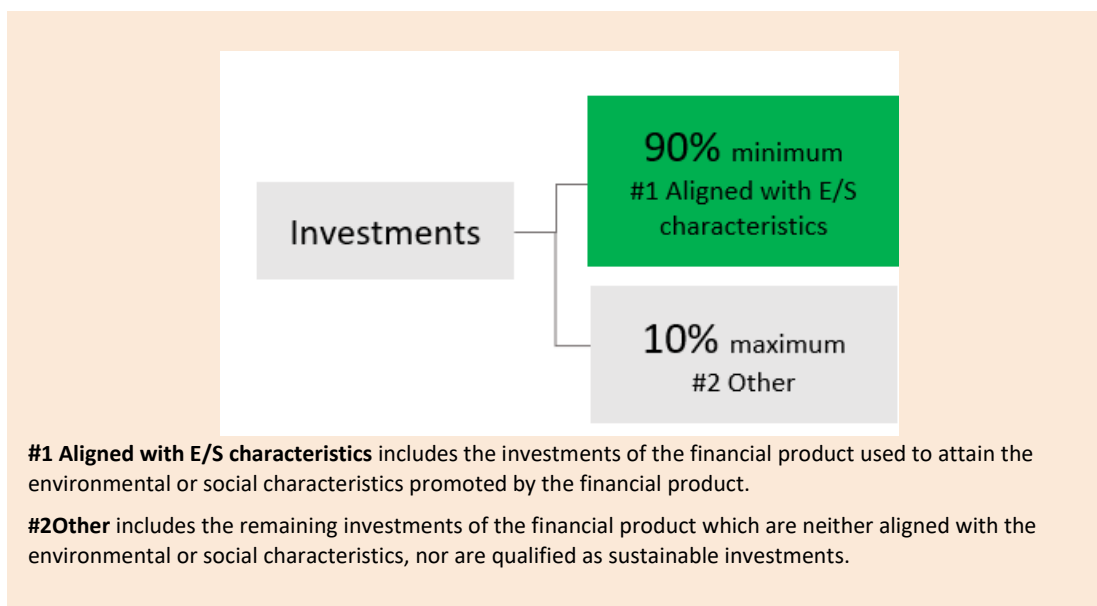 Investments
90% minimum
#1 Aligned with E/S
characteristics
10% maximum
#2 Other
#1 Aligned with E/S characteristics includes the investments of the financial product used to attain the
environmental or social characteristics promoted by the financial product.
#2Other includes the remaining investments of the financial product which are neither aligned with the
environmental or social characteristics, nor are qualified as sustainable investments.